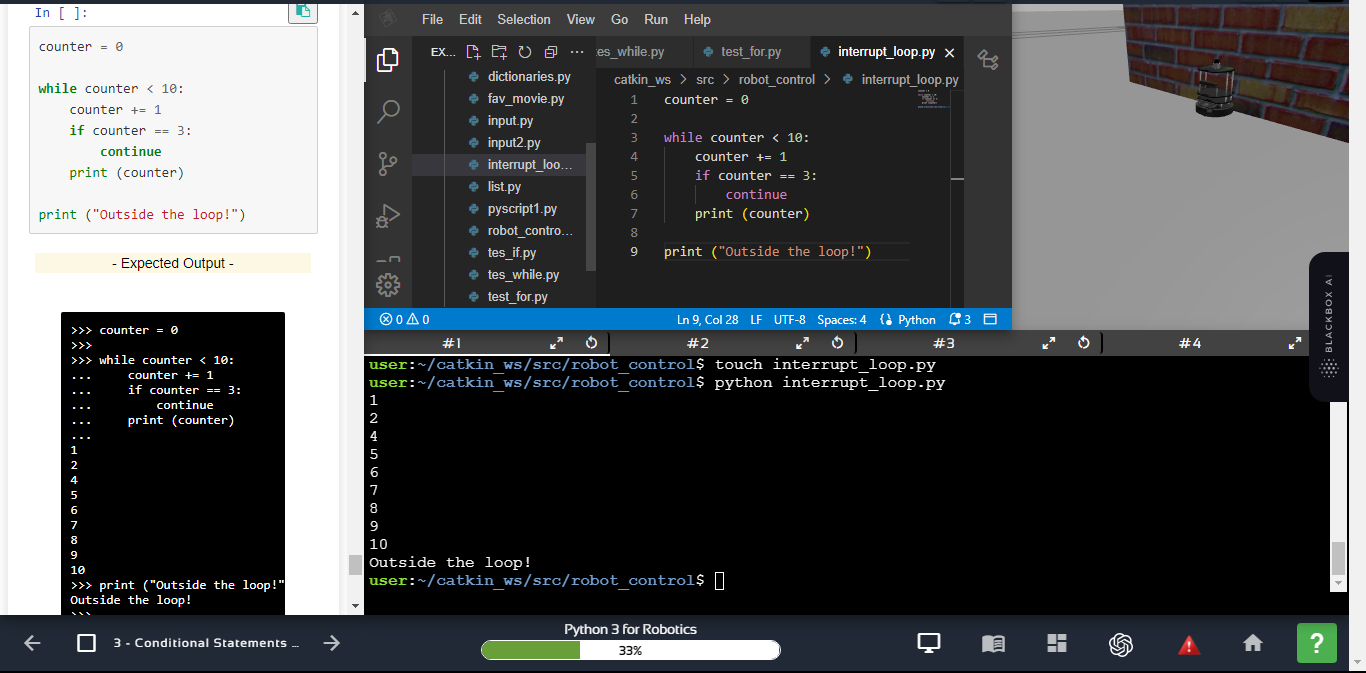 In [ ]:
counter = 0
while counter < 10:
counter += 1
if counter == 3:
continue
print (counter)
print ("Outside the loop!")
- Expected Output -
>>> counter = 0
>>>
>>> while counter < 10:
... counter += 1
... if counter == 3:
... continue
... print (counter)
...
1
2
4
5
6
7
8
9
10
>>> print ("Outside the loop!"
Outside the loop!
>>>
File Edit Selection View Go Run Help
EX... ...
dictionaries.py
fav_movie.py
input.py
input2.py
interrupt_loo...
list.py
pyscript1.py
robot_contro...
tes_if.py
tes_while.py
test_for.py
es_while.py test_for.py interrupt_loop.py
catkin_ws > src > robot_control > interrupt_loop.py
1 counter = 0
2
3 while counter < 10:
4 counter += 1
5 if counter == 3:
6 continue
7 print (counter)
8
9 print ("Outside the loop!")
0 0 Ln 9, Col 28 LF UTF-8 Spaces: 4 Python 3
#1 #2 #3 #4
user:~/catkin_ws/src/robot_control$ touch interrupt_loop.py
user:~/catkin_ws/src/robot_control$ python interrupt_loop.py
1
2
4
5
6
7
8
9
10
Outside the loop!
user:~/catkin_ws/src/robot_control$
BLACKBOX AI
3 - Conditional Statements ...
Python 3 for Robotics
33%
?